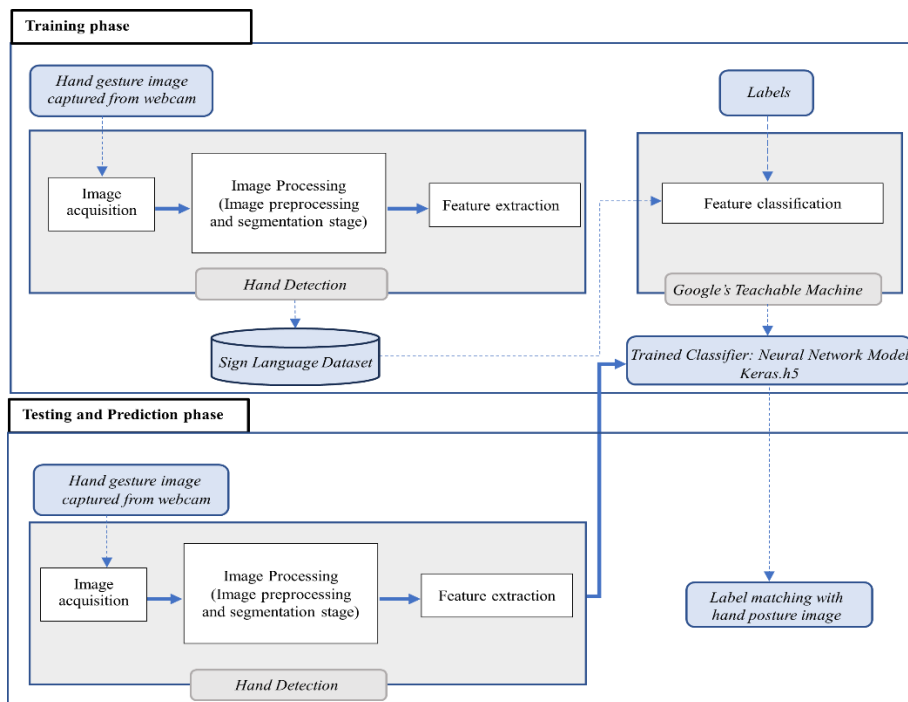 Training phase
Hand gesture image
captured from webcam
Labels
Image
acquisition
Image Processing
(Image preprocessing
and segmentation stage)
Feature extraction
Feature classification
Hand Detection
Google's Teachable Machine
Sign Language Dataset
Trained Classifier: Neural Network Model
Keras.h5
Testing and Prediction phase
Hand gesture image
captured from webcam
Image
acquisition
Image Processing
(Image preprocessing
and segmentation stage)
Feature extraction
Label matching with
hand posture image
Hand Detection